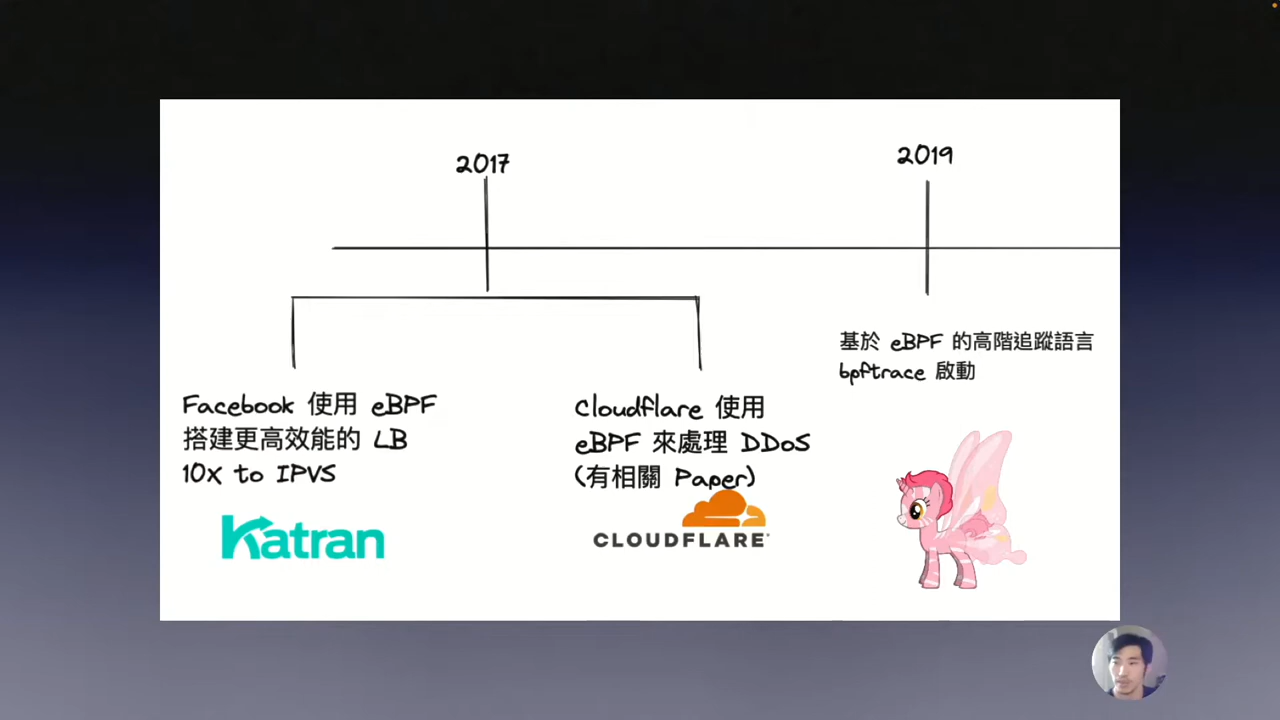 2017
2019
Facebook 使用 eBPF
搭建更高效能的 LB
10x to IPVS
Katran
Cloudflare 使用
eBPF 來處理 DDoS
(有相關 Paper)
CLOUDFLARE
基於 eBPF 的高階追蹤語言
bpftrace 啟動